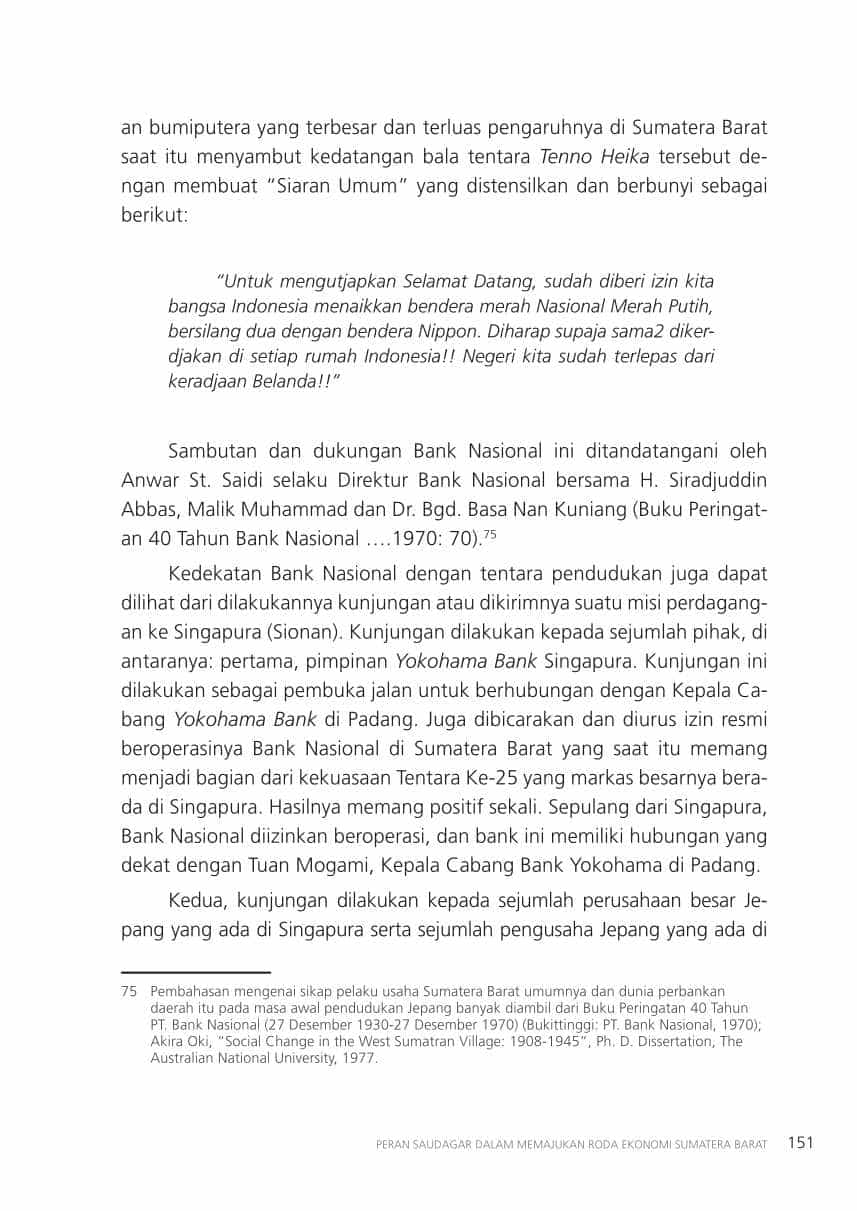 an bumiputera yang terbesar dan terluas pengaruhnya di Sumatera Barat
saat itu menyambut kedatangan bala tentara Tenno Heika tersebut de-
ngan membuat “Siaran Umum” yang distensilkan dan berbunyi sebagai
berikut:
“Untuk mengutjapkan Selamat Datang, sudah diberi izin kita
bangsa Indonesia menaikkan bendera merah Nasional Merah Putih,
bersilang dua dengan bendera Nippon. Diharap supaja sama2 diker-
djakan di setiap rumah Indonesia!! Negeri kita sudah terlepas dari
keradjaan Belanda!!”
Sambutan dan dukungan Bank Nasional ini ditandatangani oleh
Anwar St. Saidi selaku Direktur Bank Nasional bersama H. Siradjuddin
Abbas, Malik Muhammad dan Dr. Bgd. Basa Nan Kuniang (Buku Peringat-
an 40 Tahun Bank Nasional ….1970: 70).75
Kedekatan Bank Nasional dengan tentara pendudukan juga dapat
dilihat dari dilakukannya kunjungan atau dikirimnya suatu misi perdagang-
an ke Singapura (Sionan). Kunjungan dilakukan kepada sejumlah pihak, di
antaranya: pertama, pimpinan Yokohama Bank Singapura. Kunjungan ini
dilakukan sebagai pembuka jalan untuk berhubungan dengan Kepala Ca-
bang Yokohama Bank di Padang. Juga dibicarakan dan diurus izin resmi
beroperasinya Bank Nasional di Sumatera Barat yang saat itu memang
menjadi bagian dari kekuasaan Tentara Ke-25 yang markas besarnya bera-
da di Singapura. Hasilnya memang positif sekali. Sepulang dari Singapura,
Bank Nasional diizinkan beroperasi, dan bank ini memiliki hubungan yang
dekat dengan Tuan Mogami, Kepala Cabang Bank Yokohama di Padang.
Kedua, kunjungan dilakukan kepada sejumlah perusahaan besar Je-
pang yang ada di Singapura serta sejumlah pengusaha Jepang yang ada di
75 Pembahasan mengenai sikap pelaku usaha Sumatera Barat umumnya dan dunia perbankan
daerah itu pada masa awal pendudukan Jepang banyak diambil dari Buku Peringatan 40 Tahun
PT. Bank Nasional (27 Desember 1930-27 Desember 1970) (Bukittinggi: PT. Bank Nasional, 1970);
Akira Oki, “Social Change in the West Sumatran Village: 1908-1945”, Ph. D. Dissertation, The
Australian National University, 1977.
PERAN SAUDAGAR DALAM MEMAJUKAN RODA EKONOMI SUMATERA BARAT 151